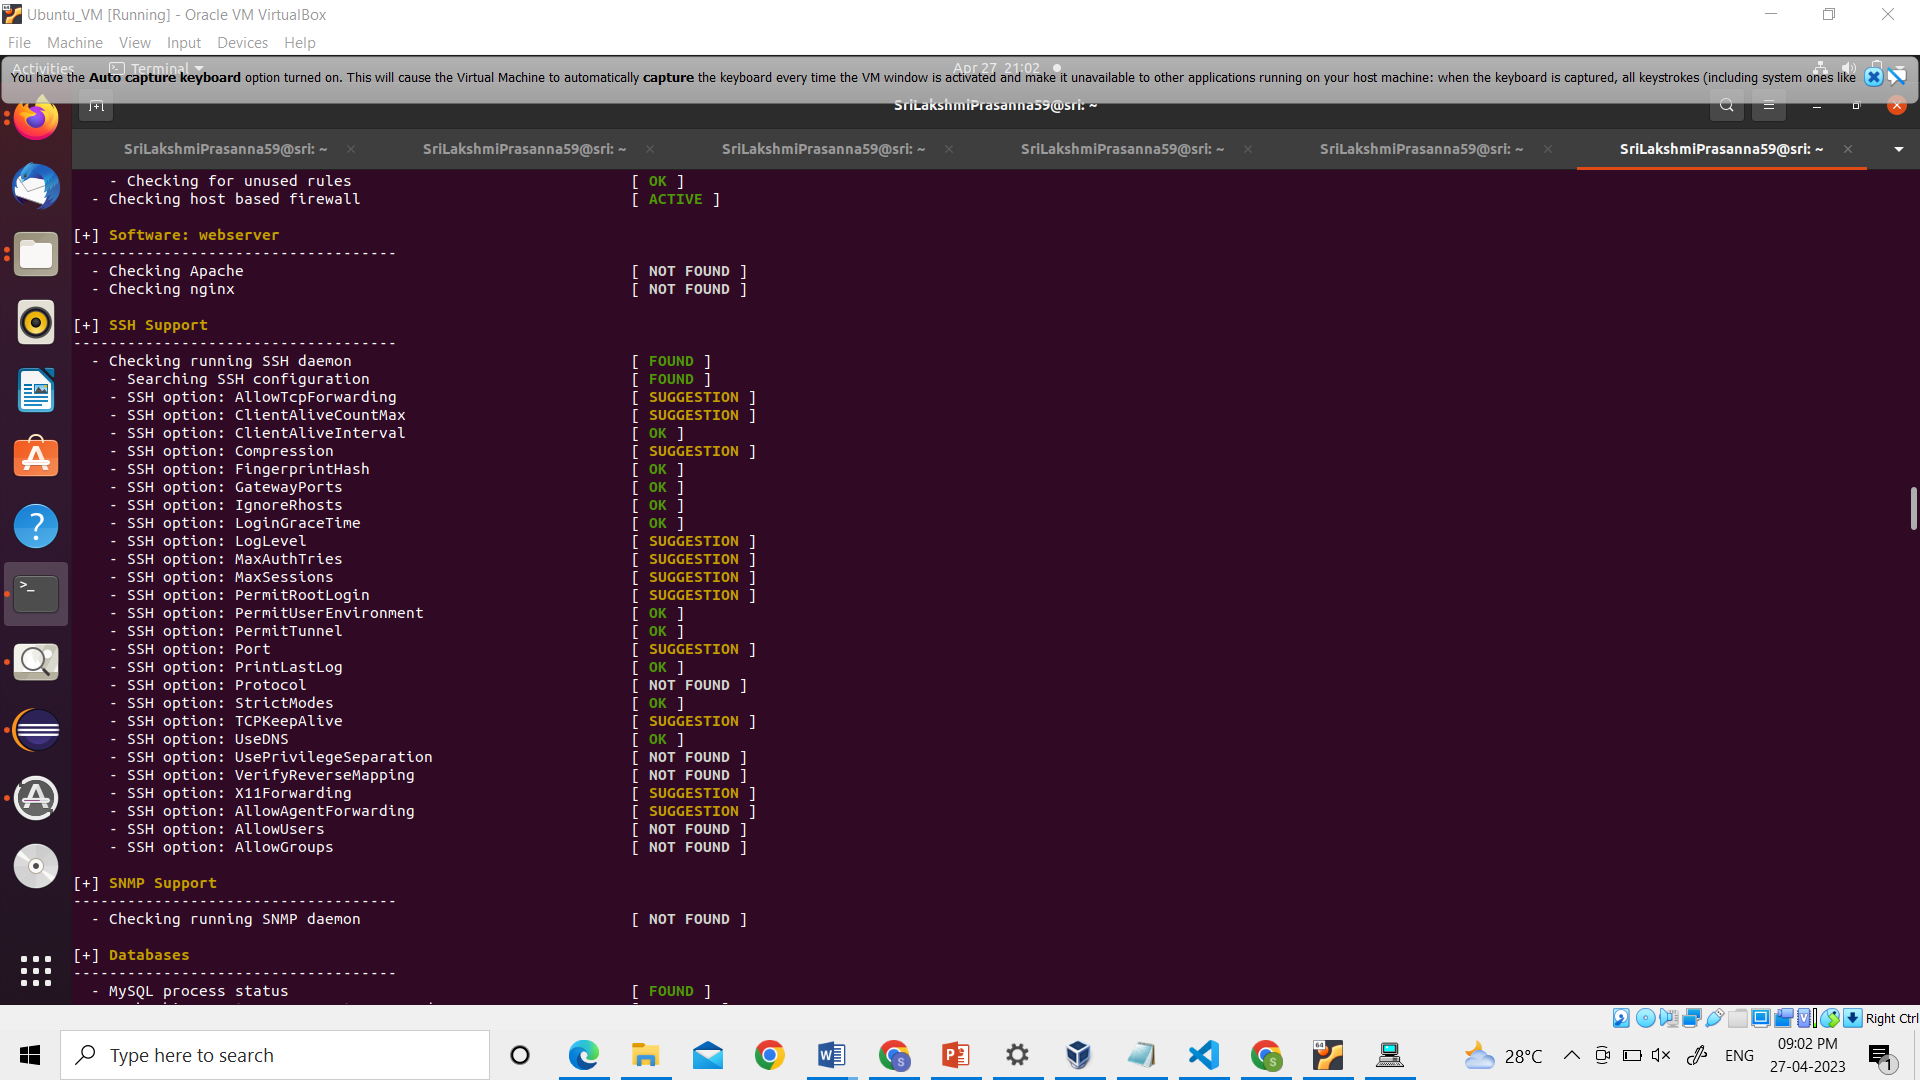 Ubuntu_VM [Running] - Oracle VM VirtualBox
File Machine View Input Devices Help
Activities Terminal Apr 27 21:02
You have the Auto capture keyboard option turned on. This will cause the Virtual Machine to automatically capture the keyboard every time the VM window is activated and make it unavailable to other applications running on your host machine: when the keyboard is captured, all keystrokes (including system ones like
SriLakshmiPrasanna59@sri: ~
SriLakshmiPrasanna59@sri: ~ × SriLakshmiPrasanna59@sri: ~ × SriLakshmiPrasanna59@sri: ~ × SriLakshmiPrasanna59@sri: ~ × SriLakshmiPrasanna59@sri: ~ × SriLakshmiPrasanna59@sri: ~ ×
- Checking for unused rules [ OK ]
- Checking host based firewall [ ACTIVE ]
[+] Software: webserver
------------------------------------
- Checking Apache [ NOT FOUND ]
- Checking nginx [ NOT FOUND ]
[+] SSH Support
------------------------------------
- Checking running SSH daemon [ FOUND ]
- Searching SSH configuration [ FOUND ]
- SSH option: AllowTcpForwarding [ SUGGESTION ]
- SSH option: ClientAliveCountMax [ SUGGESTION ]
- SSH option: ClientAliveInterval [ OK ]
- SSH option: Compression [ SUGGESTION ]
- SSH option: FingerprintHash [ OK ]
- SSH option: GatewayPorts [ OK ]
- SSH option: IgnoreRhosts [ OK ]
- SSH option: LoginGraceTime [ OK ]
- SSH option: LogLevel [ SUGGESTION ]
- SSH option: MaxAuthTries [ SUGGESTION ]
- SSH option: MaxSessions [ SUGGESTION ]
- SSH option: PermitRootLogin [ SUGGESTION ]
- SSH option: PermitUserEnvironment [ OK ]
- SSH option: PermitTunnel [ OK ]
- SSH option: Port [ SUGGESTION ]
- SSH option: PrintLastLog [ OK ]
- SSH option: Protocol [ NOT FOUND ]
- SSH option: StrictModes [ OK ]
- SSH option: TCPKeepAlive [ SUGGESTION ]
- SSH option: UseDNS [ OK ]
- SSH option: UsePrivilegeSeparation [ NOT FOUND ]
- SSH option: VerifyReverseMapping [ NOT FOUND ]
- SSH option: X11Forwarding [ SUGGESTION ]
- SSH option: AllowAgentForwarding [ SUGGESTION ]
- SSH option: AllowUsers [ NOT FOUND ]
- SSH option: AllowGroups [ NOT FOUND ]
[+] SNMP Support
------------------------------------
- Checking running SNMP daemon [ NOT FOUND ]
[+] Databases
------------------------------------
- MySQL process status [ FOUND ]
Right Ctrl
Type here to search
28°C
ENG
09:02 PM
27-04-2023
1